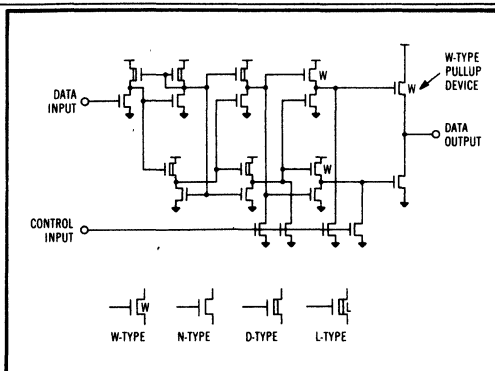 W-TYPE
PULLUP
DEVICE
W
W
DATA
INPUT
DATA
OUTPUT
W
CONTROL
INPUT
W
L
W-TYPE
N-TYPE
D-TYPE
L-TYPE